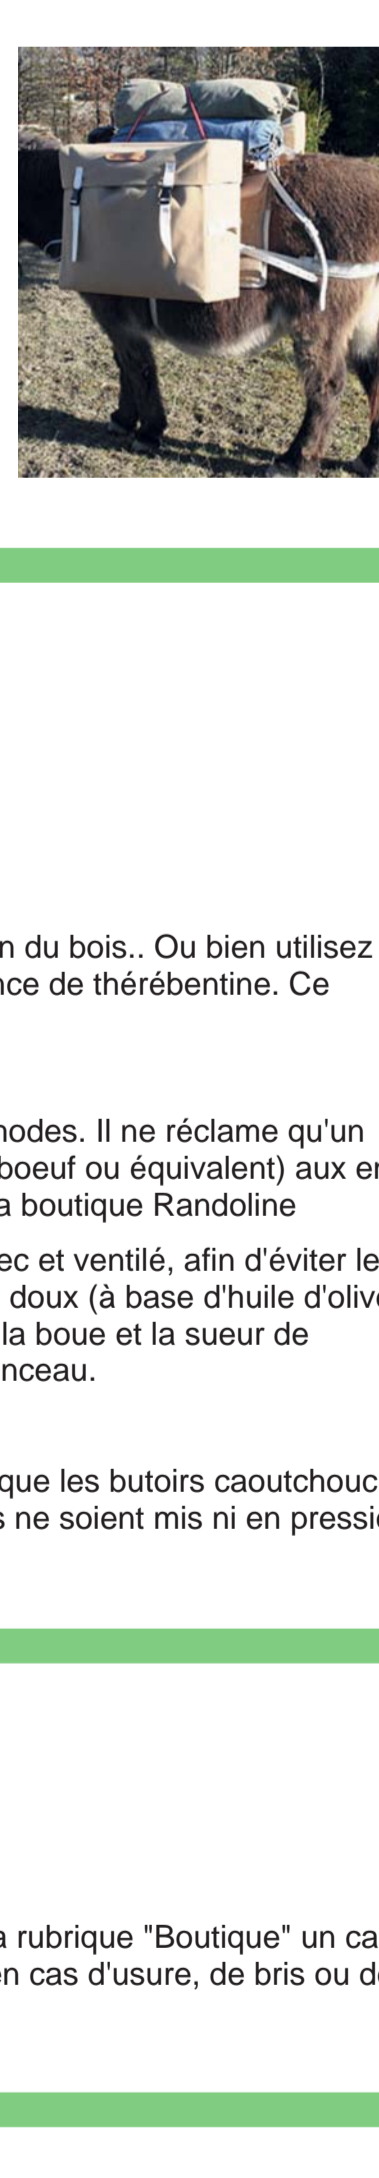 n du bois.. Ou bien utilisez
nce de thérébentine. Ce
nodes. Il ne réclame qu'un
boeuf ou équivalent) aux en
a boutique Randoline
ec et ventilé, afin d'éviter le
doux (à base d'huile d'olive
la boue et la sueur de
nceau.
que les butoirs caoutchouc
s ne soient mis ni en pressi
a rubrique "Boutique" un ca
en cas d'usure, de bris ou d